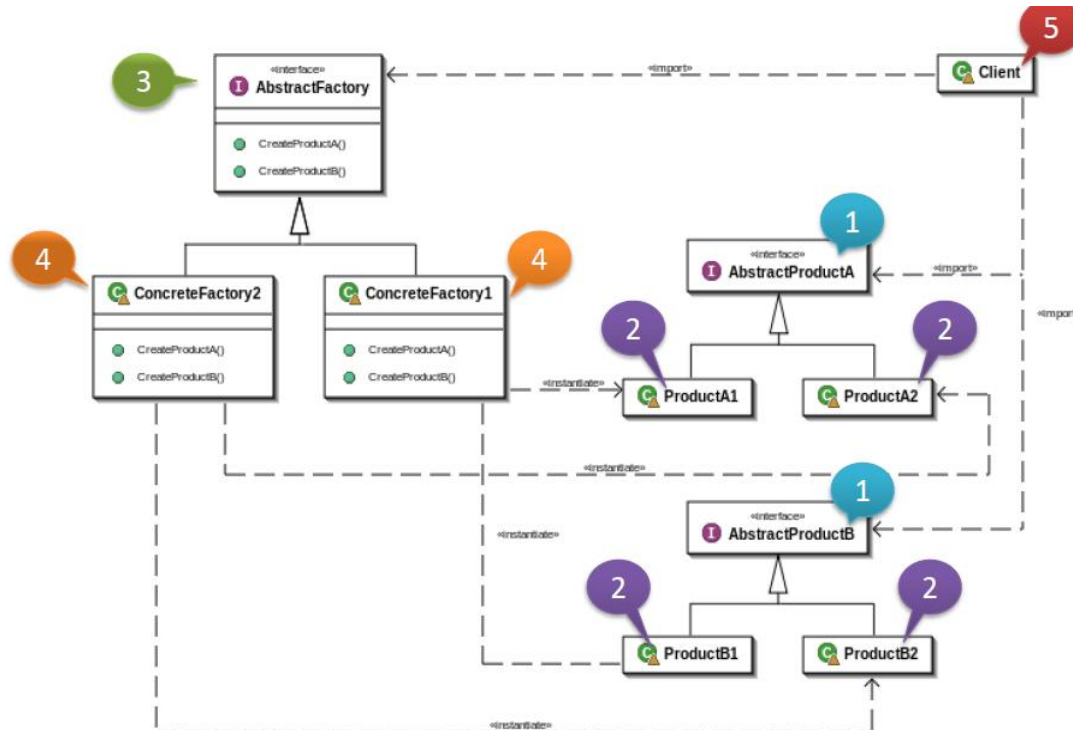 5
«import»
Client
3
«interface»
I AbstractFactory
CreateProductA()
CreateProductB()
4
C ConcreteFactory2
CreateProductA()
CreateProductB()
4
C ConcreteFactory1
CreateProductA()
CreateProductB()
1
«interface»
I AbstractProductA
«import»
«import
2
C ProductA1
2
C ProductA2
«instantiate»
«instantiate»
1
«interface»
I AbstractProductB
«instantiate»
2
C ProductB1
2
C ProductB2
«instantiate»